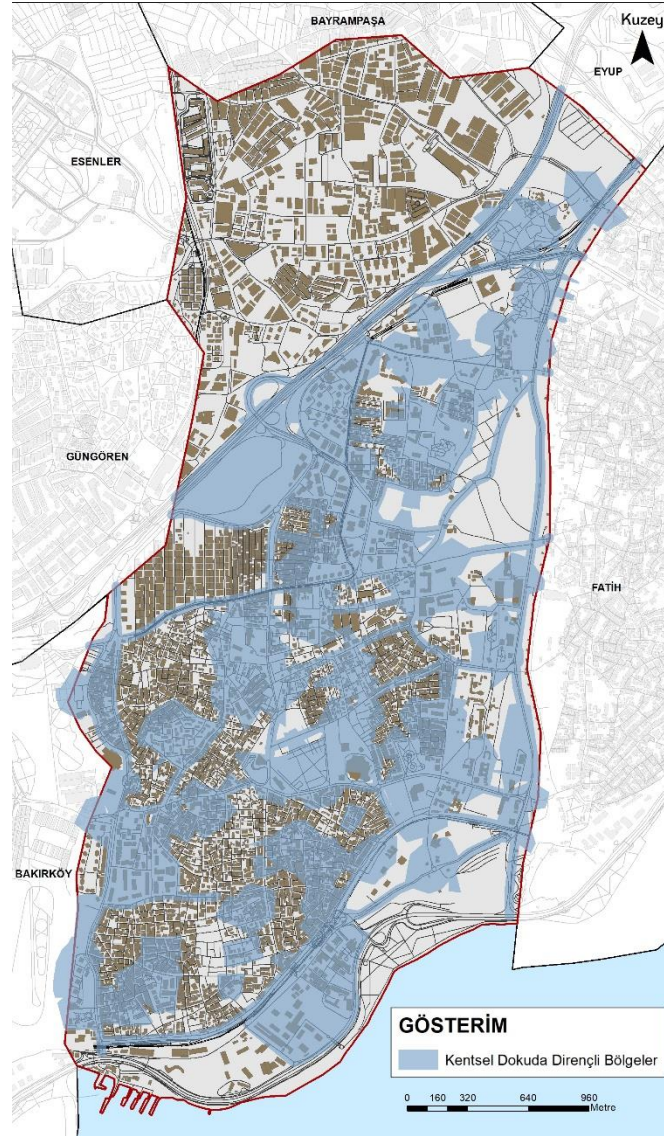 BAYRAMPAŞA
Kuzey
EYUP
ESENLER
GÜNGÖREN
FATİH
BAKIRKÖY
GÖSTERİM
Kentsel Dokuda Dirençli Bölgeler
0 160 320 640 960
Metre